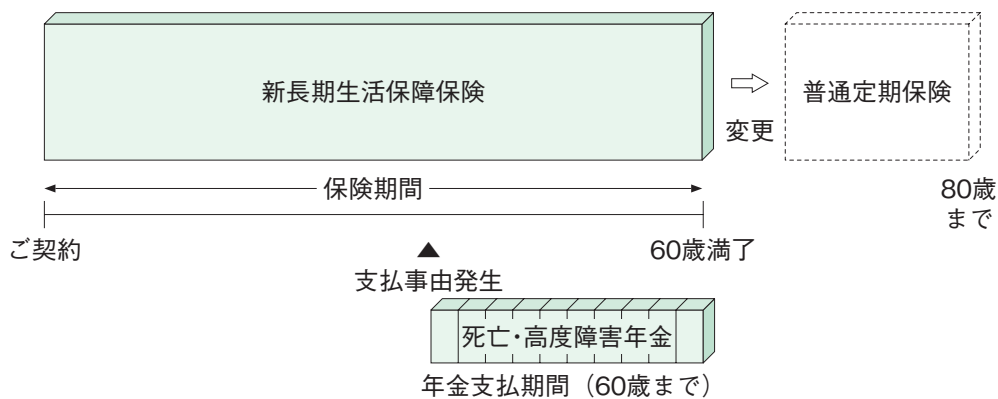 新長期生活保障保険
変更
普通定期保険
保険期間
80歳
まで
ご契約
60歳満了
支払事由発生
死亡・高度障害年金
年金支払期間（60歳まで）